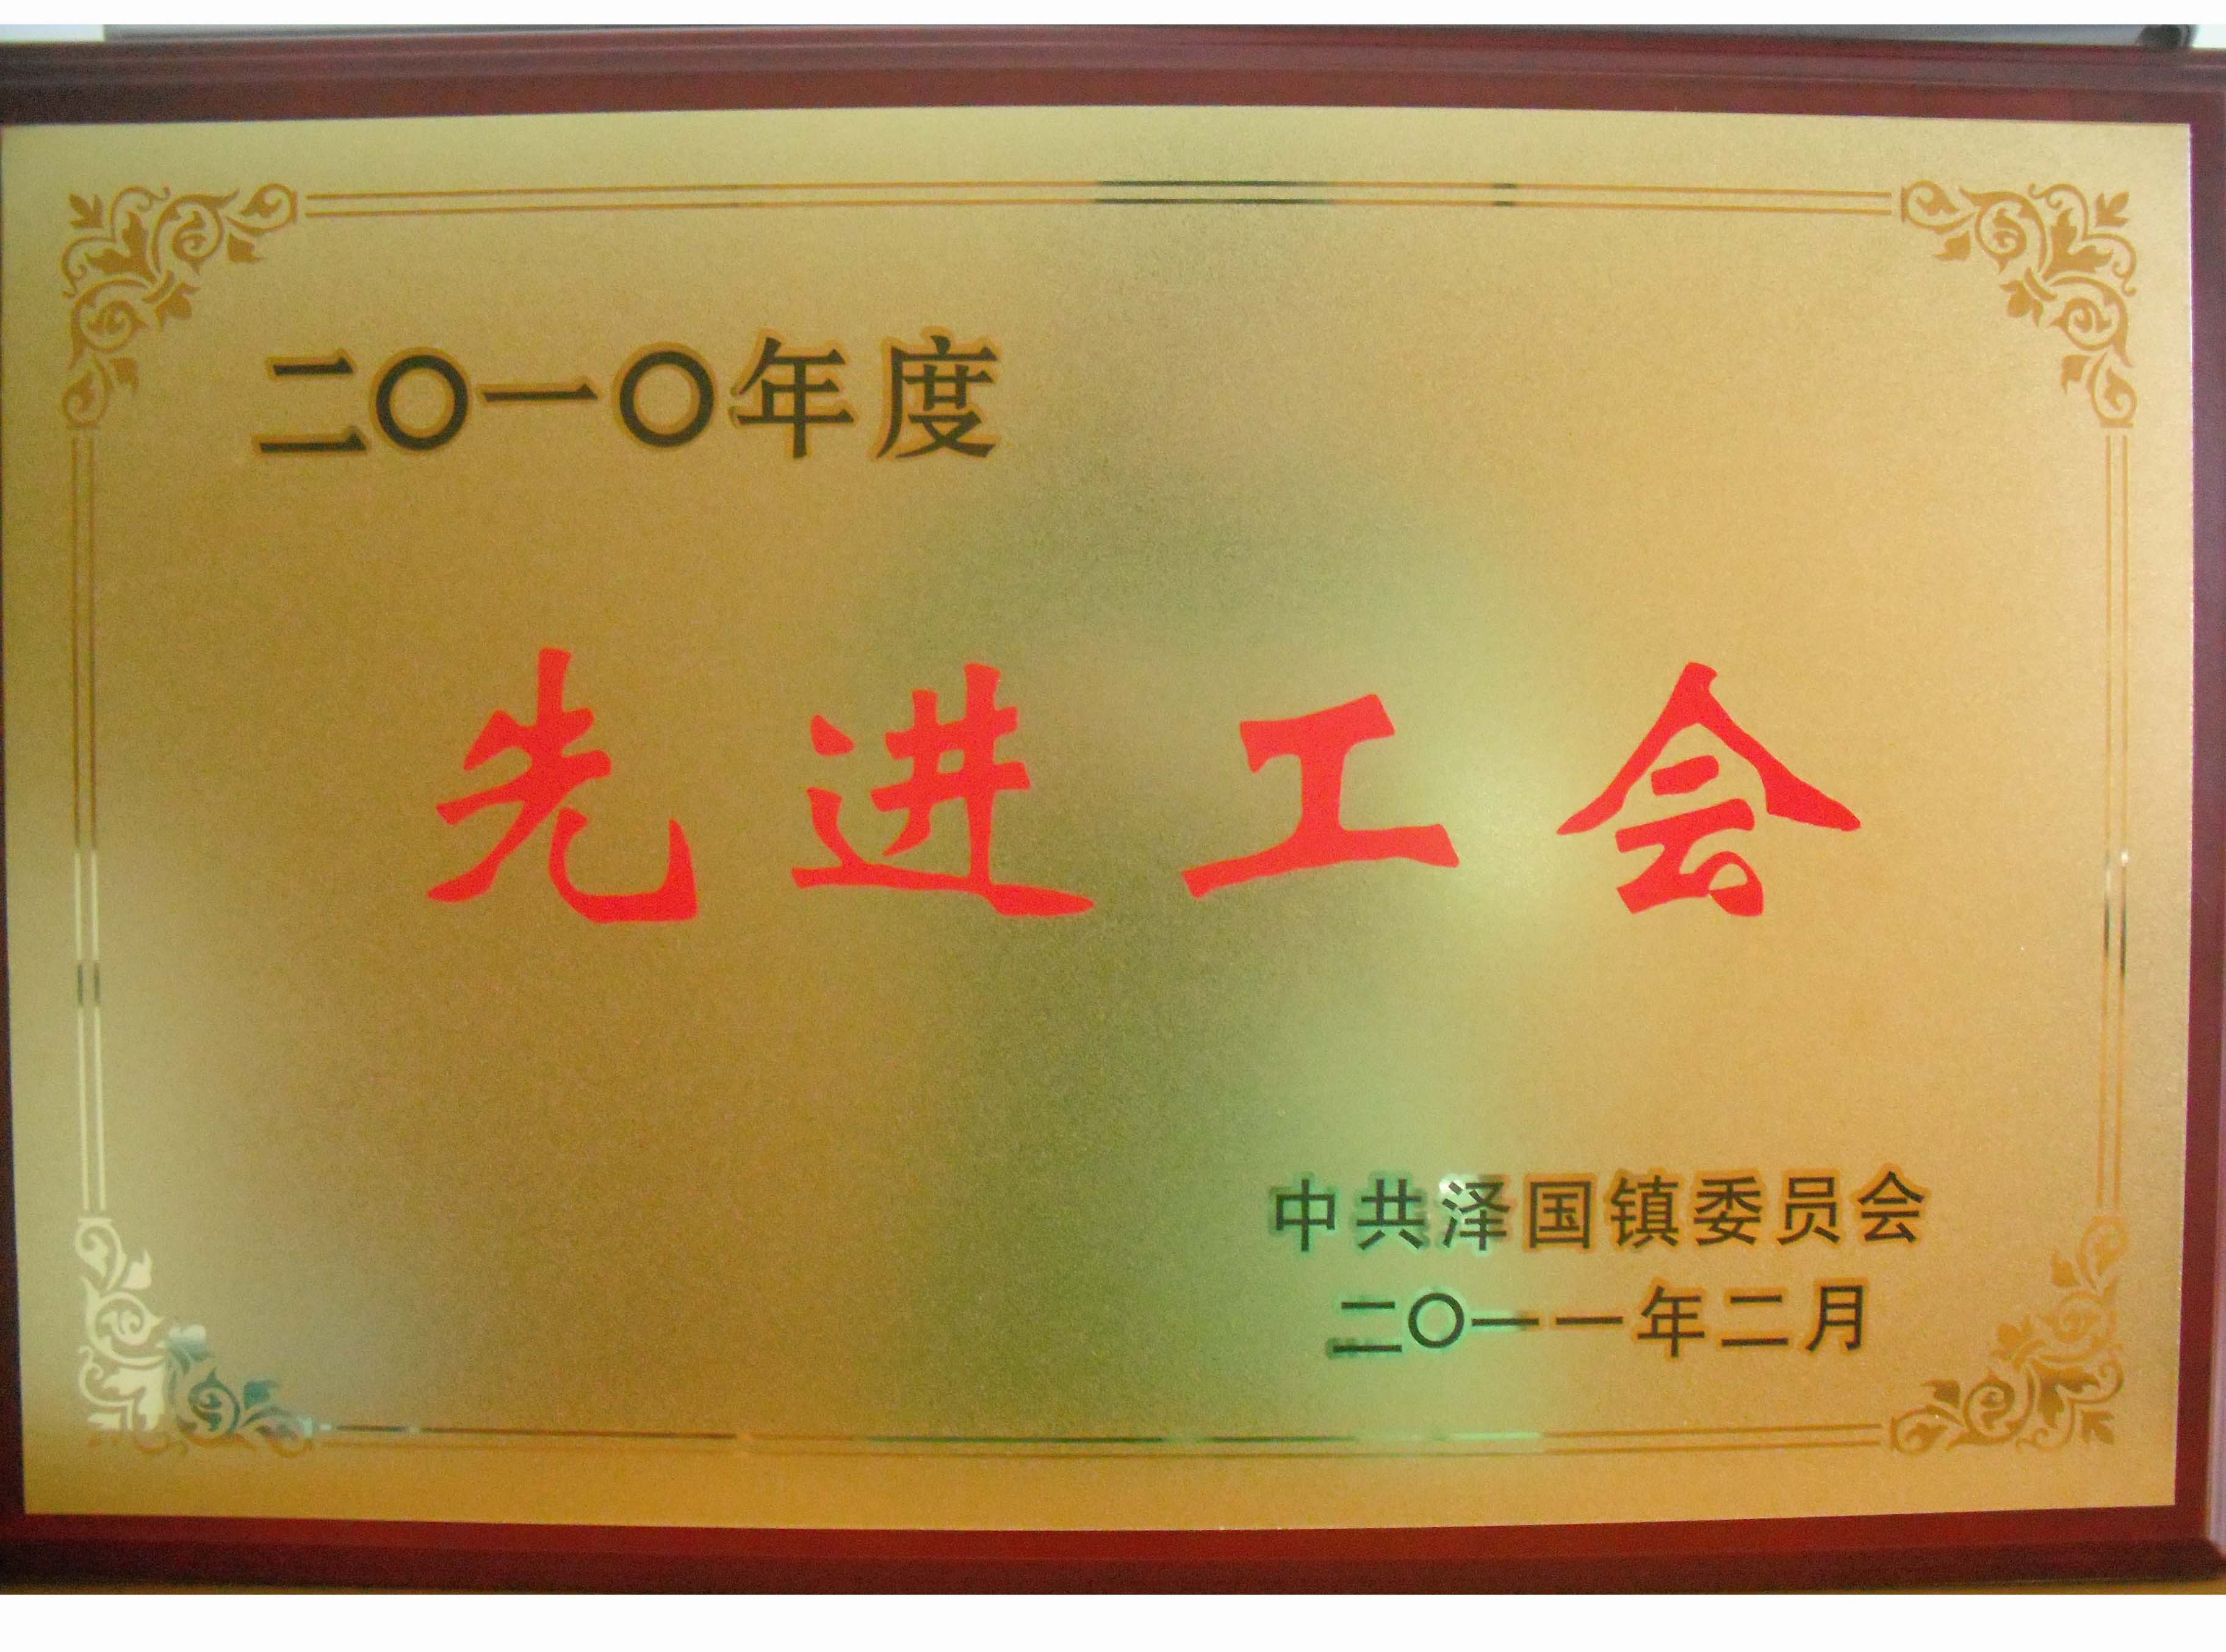 二〇一〇年度
先进工会
中共泽国镇委员会
二〇一一年二月